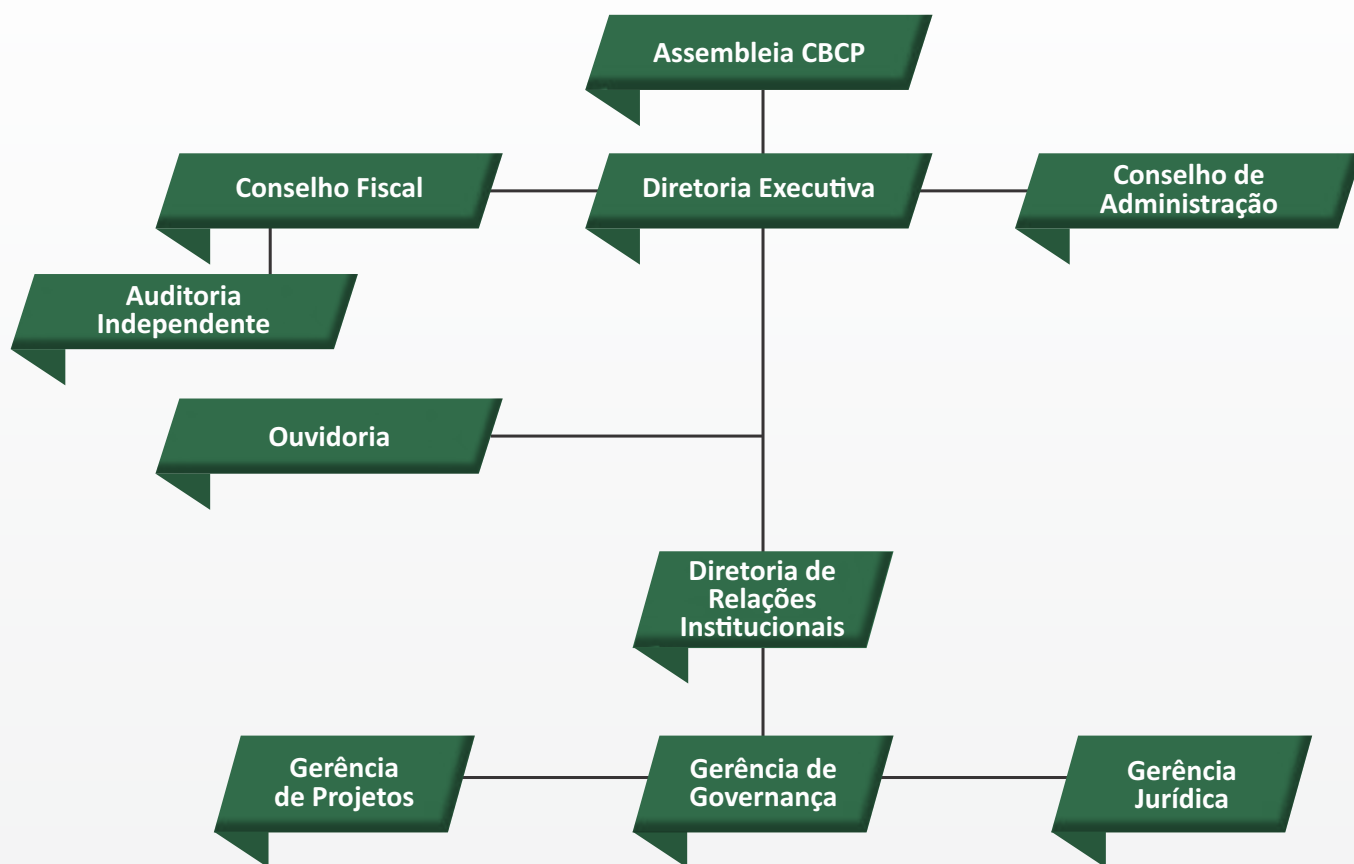 Assembleia CBCP
Conselho Fiscal
Diretoria Executiva
Conselho de
Administração
Auditoria
Independente
Ouvidoria
Diretoria de
Relações
Institucionais
Gerência
de Projetos
Gerência de
Governança
Gerência
Jurídica